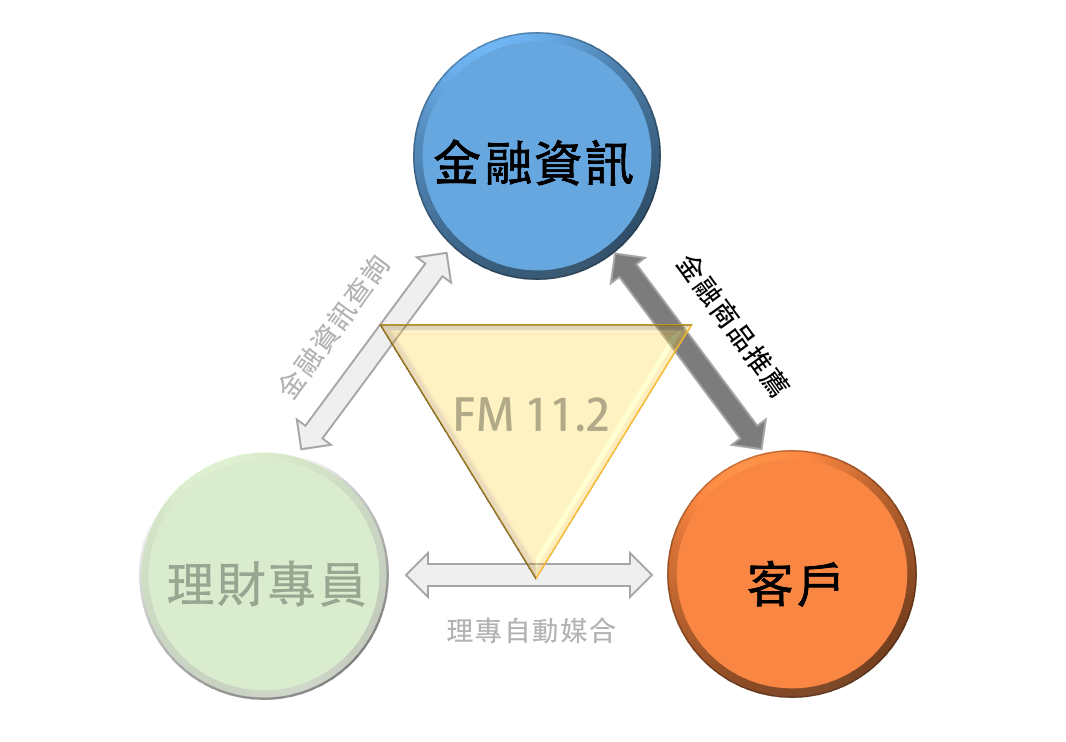 金融資訊
金融資訊查詢
金融商品推薦
FM 11.2
理財專員
客戶
理專自動媒合